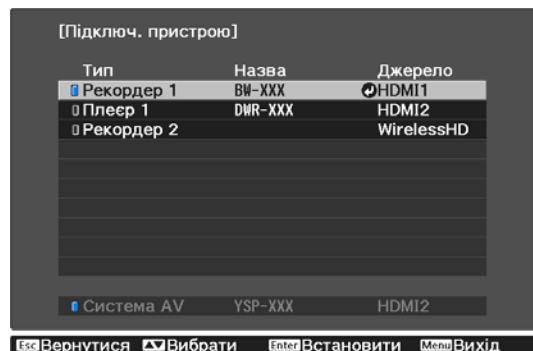 [Підключ. пристрою]
Тип Назва Джерело
Рекордер 1 BW-XXX HDMI1
Плеєр 1 DWR-XXX HDMI2
Рекордер 2 WirelessHD
Система AV YSP-XXX HDMI2
Esc Вернутися Вибрати Enter Встановити Menu Вихід